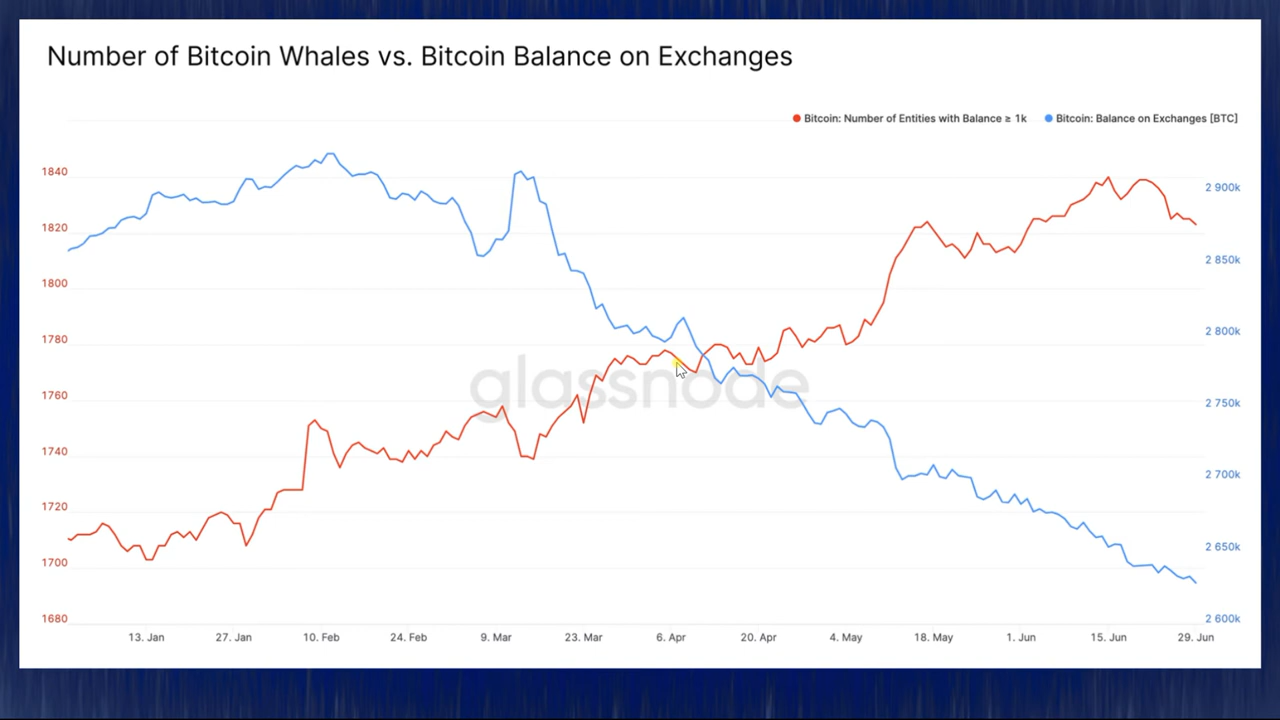 Number of Bitcoin Whales vs. Bitcoin Balance on Exchanges
Bitcoin: Number of Entities with Balance ≥ 1k
Bitcoin: Balance on Exchanges [BTC]
1840
1820
1800
1780
1760
1740
1720
1700
1680
2 900k
2 850k
2 800k
2 750k
2 700k
2 650k
2 600k
glassnode
13. Jan
27. Jan
10. Feb
24. Feb
9. Mar
23. Mar
6. Apr
20. Apr
4. May
18. May
1. Jun
15. Jun
29. Jun